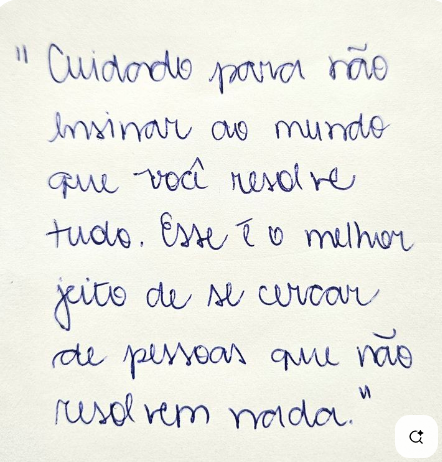 " Cuidado para não
ensinar ao mundo
que você resolve
tudo. Esse é o melhor
jeito de se cercar
de pessoas que não
resolvem nada."